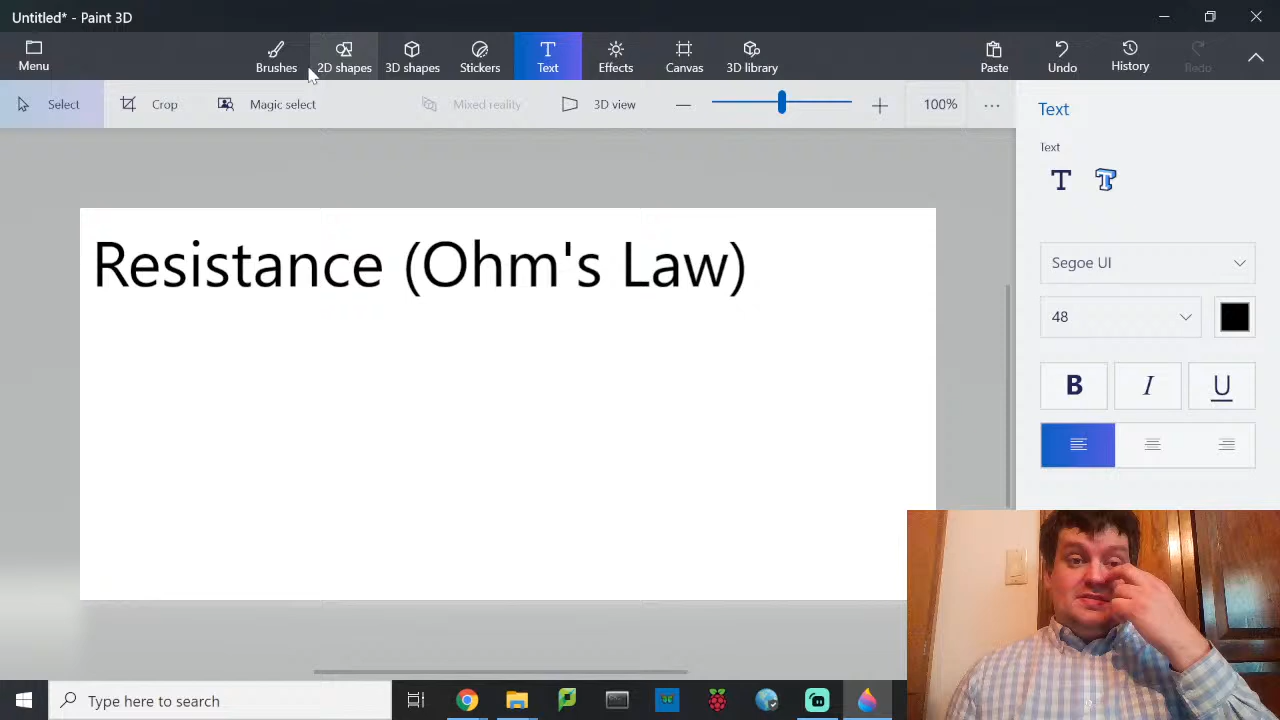 Untitled* - Paint 3D
Menu
Brushes
2D shapes
3D shapes
Stickers
Text
Effects
Canvas
3D library
Paste
Undo
History
Redo
Select
Crop
Magic select
Mixed reality
3D view
100%
Text
Text
T T
Segoe UI
48
B I U
Resistance (Ohm's Law)
Type here to search